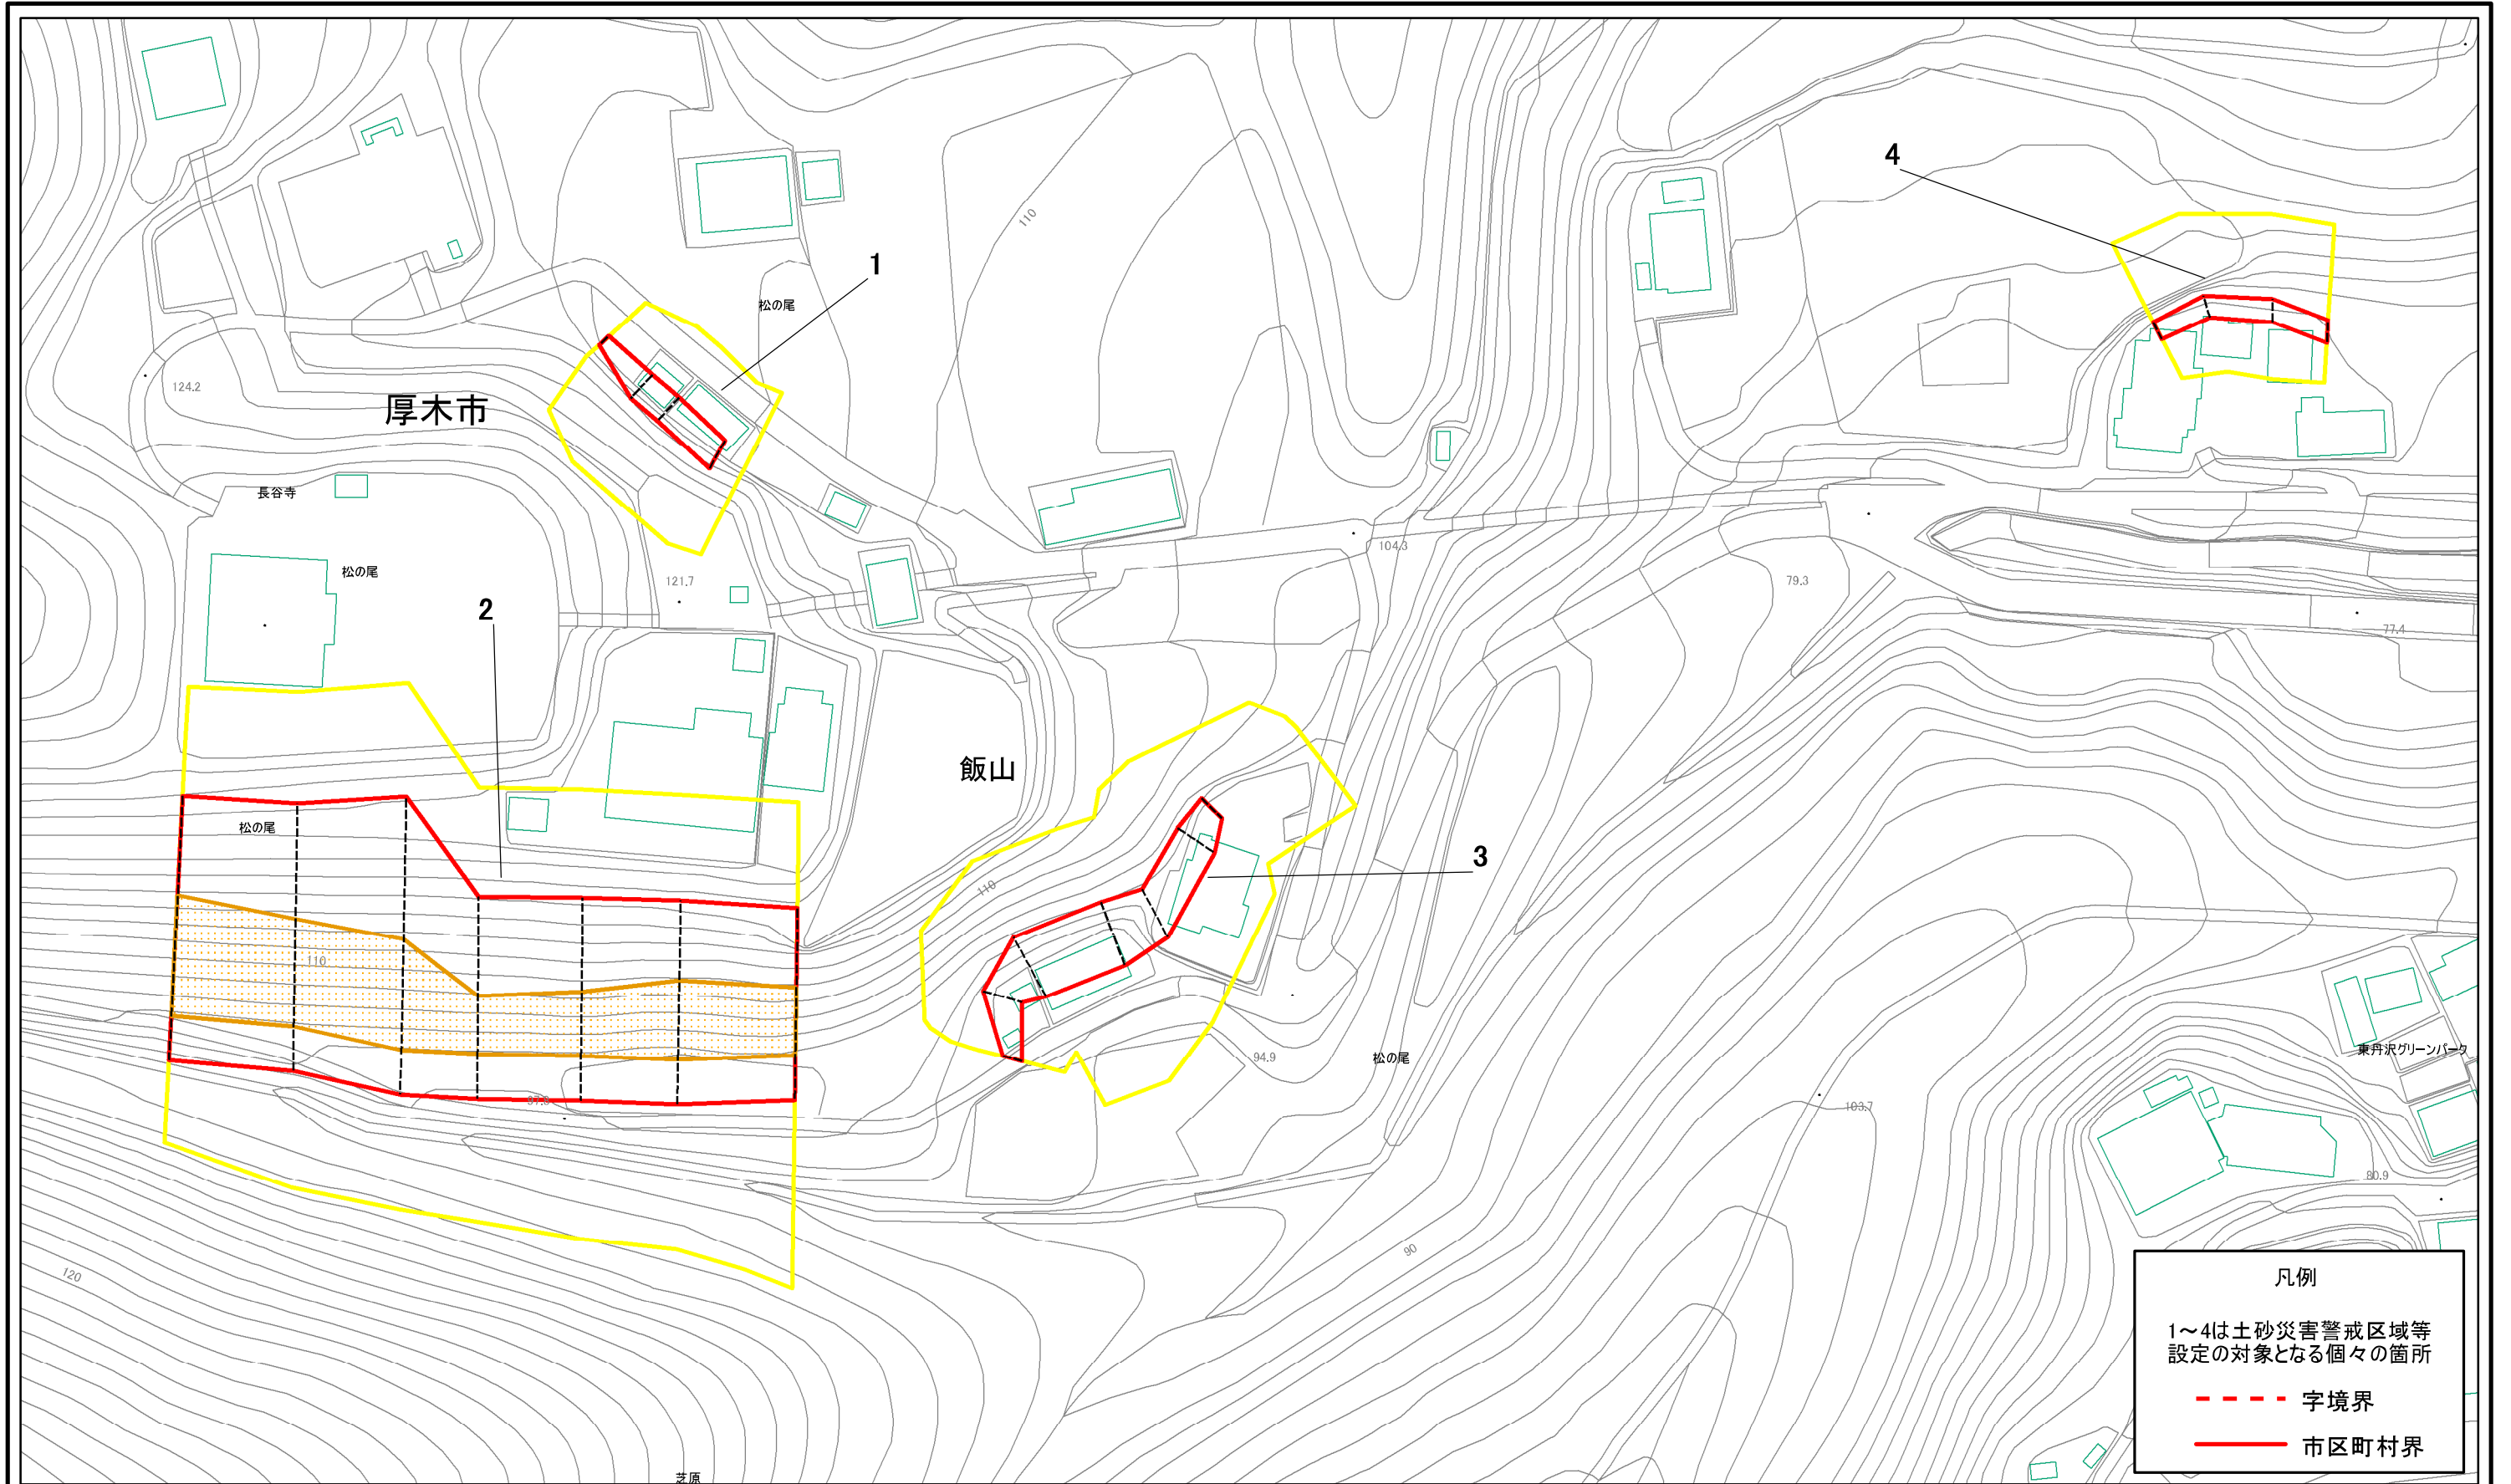 4
110
1
松の尾
124.2
厚木市
長谷寺
104.3
松の尾
121.7
79.3
2
77.4
飯山
松の尾
3
110
110
94.9
松の尾
東丹沢グリーンパーク
97.9
103.7
80.9
90
120
芝原
凡例
1～4は土砂災害警戒区域等
設定の対象となる個々の箇所
字境界
市区町村界